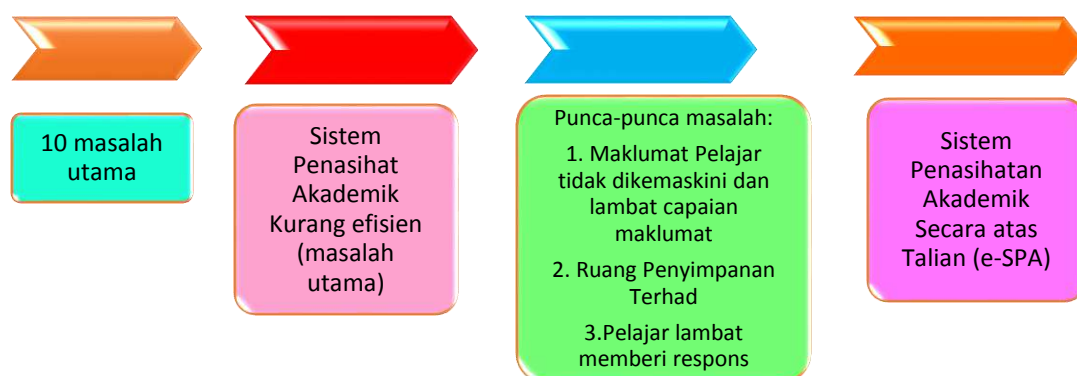 10 masalah
utama
Sistem
Penasihat
Akademik
Kurang efisien
(masalah
utama)
Punca-punca masalah:
1. Maklumat Pelajar
tidak dikemaskini dan
lambat capaian
maklumat
2. Ruang Penyimpanan
Terhad
3.Pelajar lambat
memberi respons
Sistem
Penasihatan
Akademik
Secara atas
Talian (e-SPA)